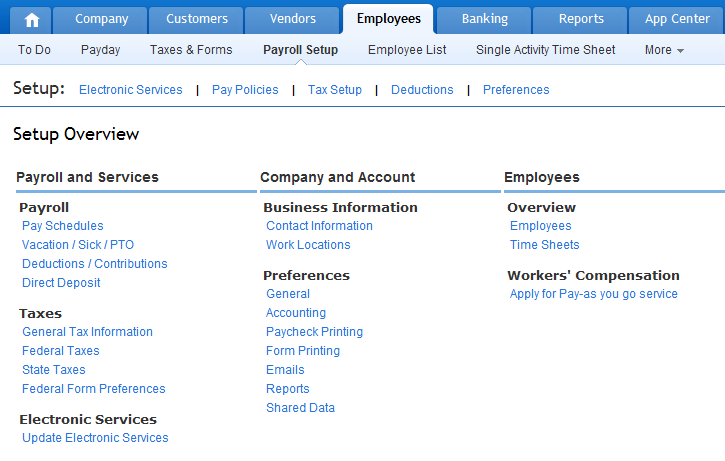 Company Customers Vendors Employees Banking Reports App Center
To Do Payday Taxes & Forms Payroll Setup Employee List Single Activity Time Sheet More
Setup: Electronic Services | Pay Policies | Tax Setup | Deductions | Preferences
Setup Overview
Payroll and Services
Payroll
Pay Schedules
Vacation / Sick / PTO
Deductions / Contributions
Direct Deposit
Taxes
General Tax Information
Federal Taxes
State Taxes
Federal Form Preferences
Electronic Services
Update Electronic Services
Company and Account
Business Information
Contact Information
Work Locations
Preferences
General
Accounting
Paycheck Printing
Form Printing
Emails
Reports
Shared Data
Employees
Overview
Employees
Time Sheets
Workers' Compensation
Apply for Pay-as you go service